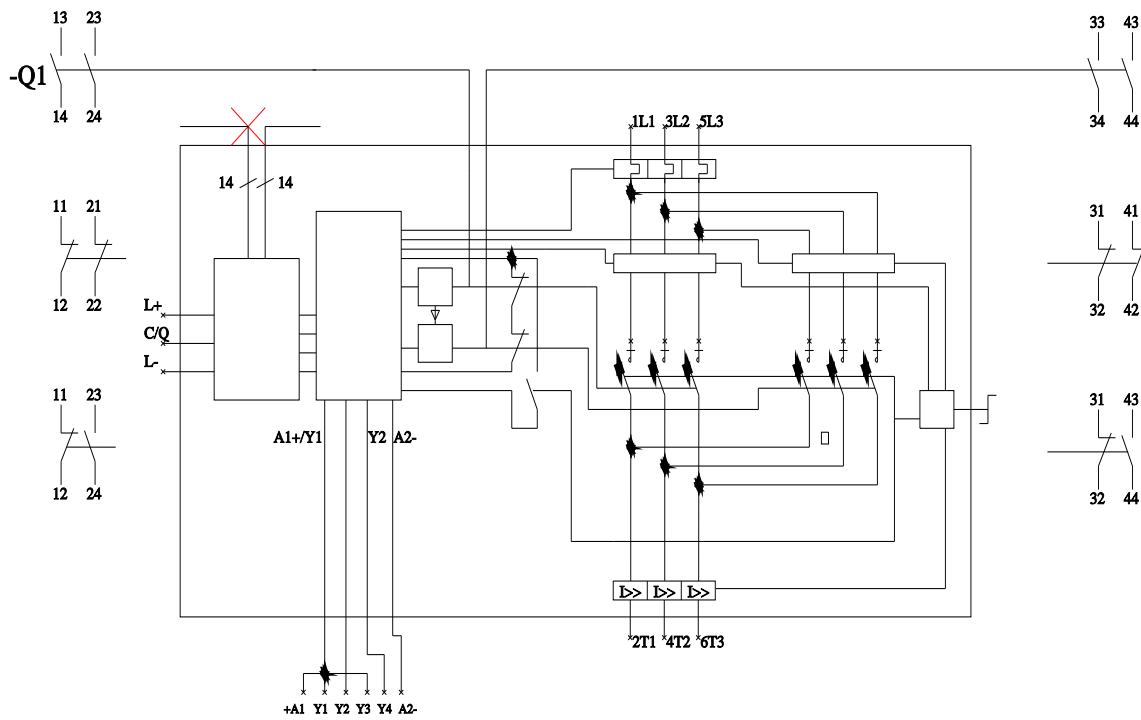 13 23
33 43
-Q1
14 24
34 44
1L1 3L2 5L3
14 14
11 21
31 41
12 22
32 42
L+
C/Q
L-
11 23
31 43
A1+/Y1 Y2 A2-
12 24
32 44
I>> I>> I>>
2T1 4T2 6T3
+A1 Y1 Y2 Y3 Y4 A2-